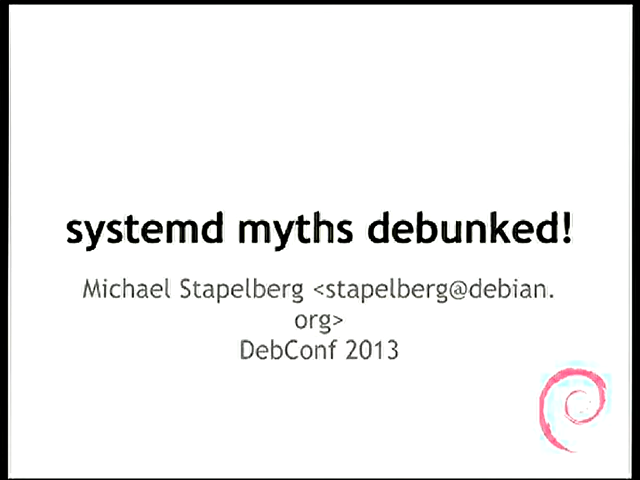 systemd myths debunked!
Michael Stapelberg <stapelberg@debian.
org>
DebConf 2013